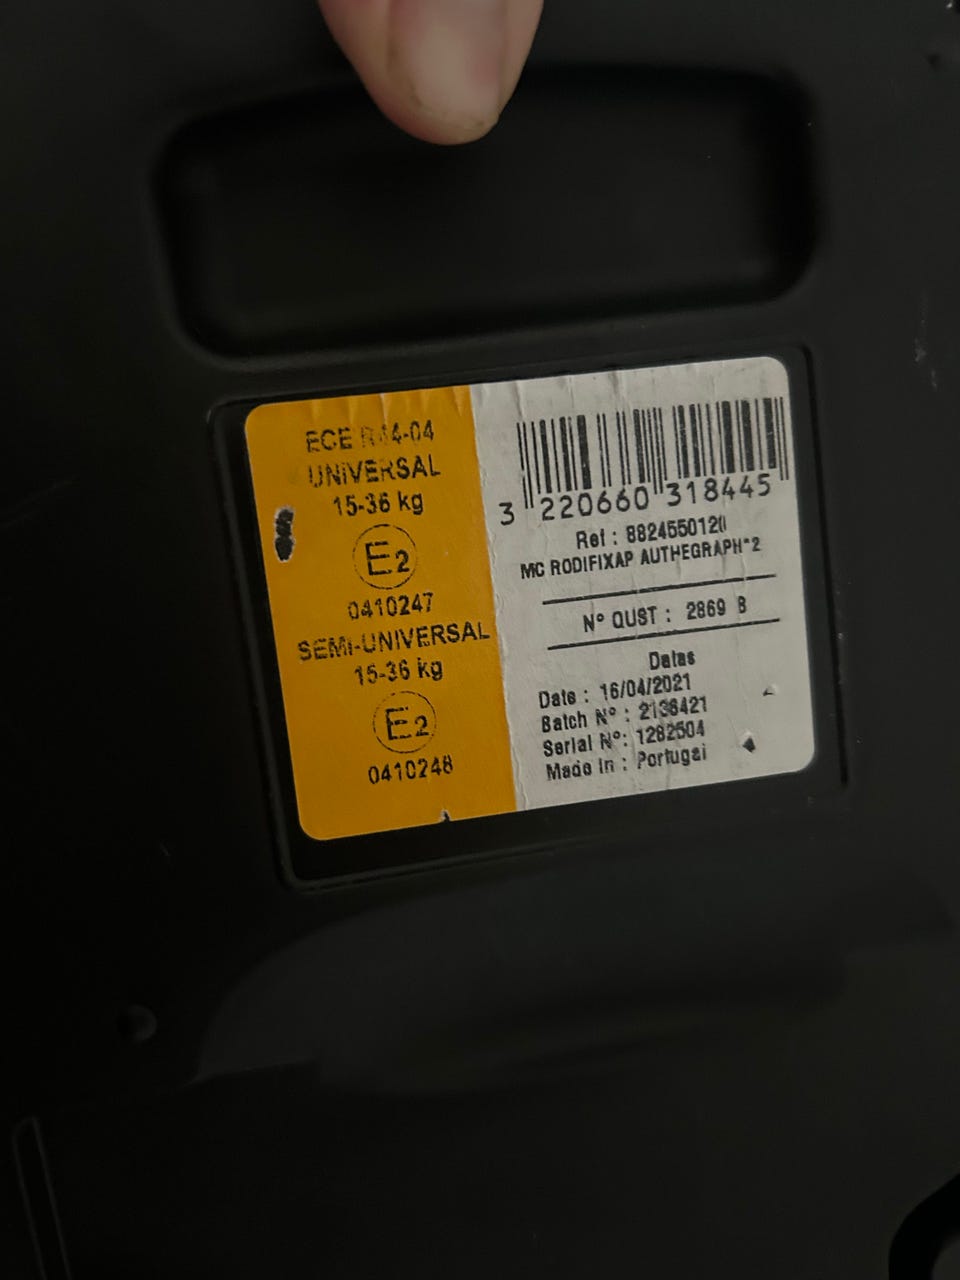 ECE R44-04
UNIVERSAL
15-36 kg
E2
0410247
SEMI-UNIVERSAL
15-36 kg
E2
0410248
3 220660 318445
Ref : 8824550120
MC RODIFIXAP AUTHEGRAPH*2
N° QUST : 2869 B
Datas
Date : 16/04/2021
Batch N° : 2136421
Serial N°: 1282504
Made In : Portugal